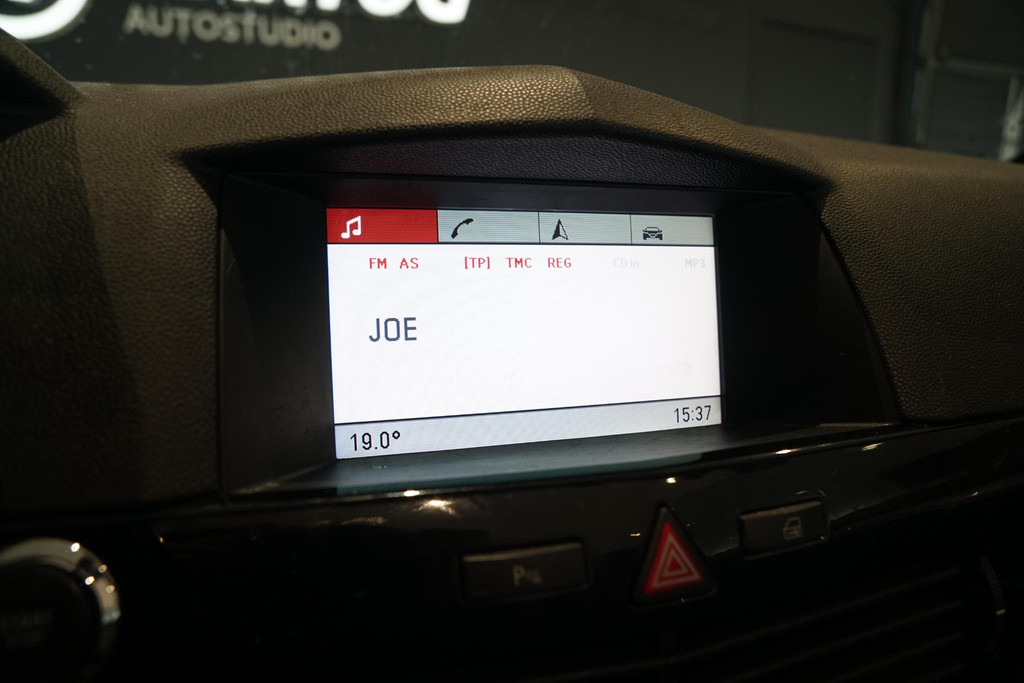 AUTOSTUDIO
FM AS [TP] TMC REG CD in MP3
JOE
19.0° 15:37
P